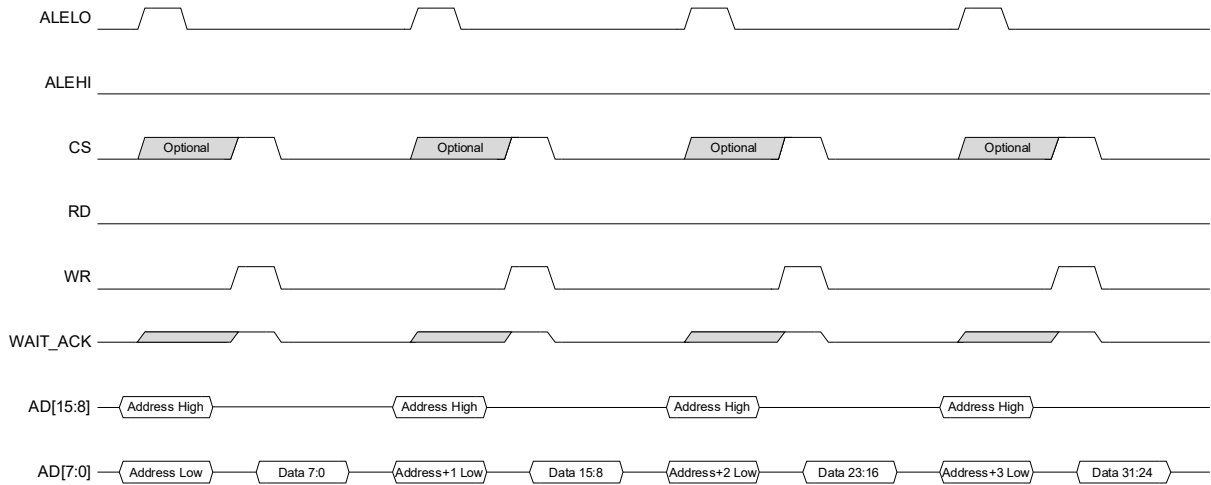 ALELO
ALEHI
CS Optional Optional Optional Optional
RD
WR
WAIT_ACK
AD[15:8] Address High Address High Address High Address High
AD[7:0] Address Low Data 7:0 Address+1 Low Data 15:8 Address+2 Low Data 23:16 Address+3 Low Data 31:24